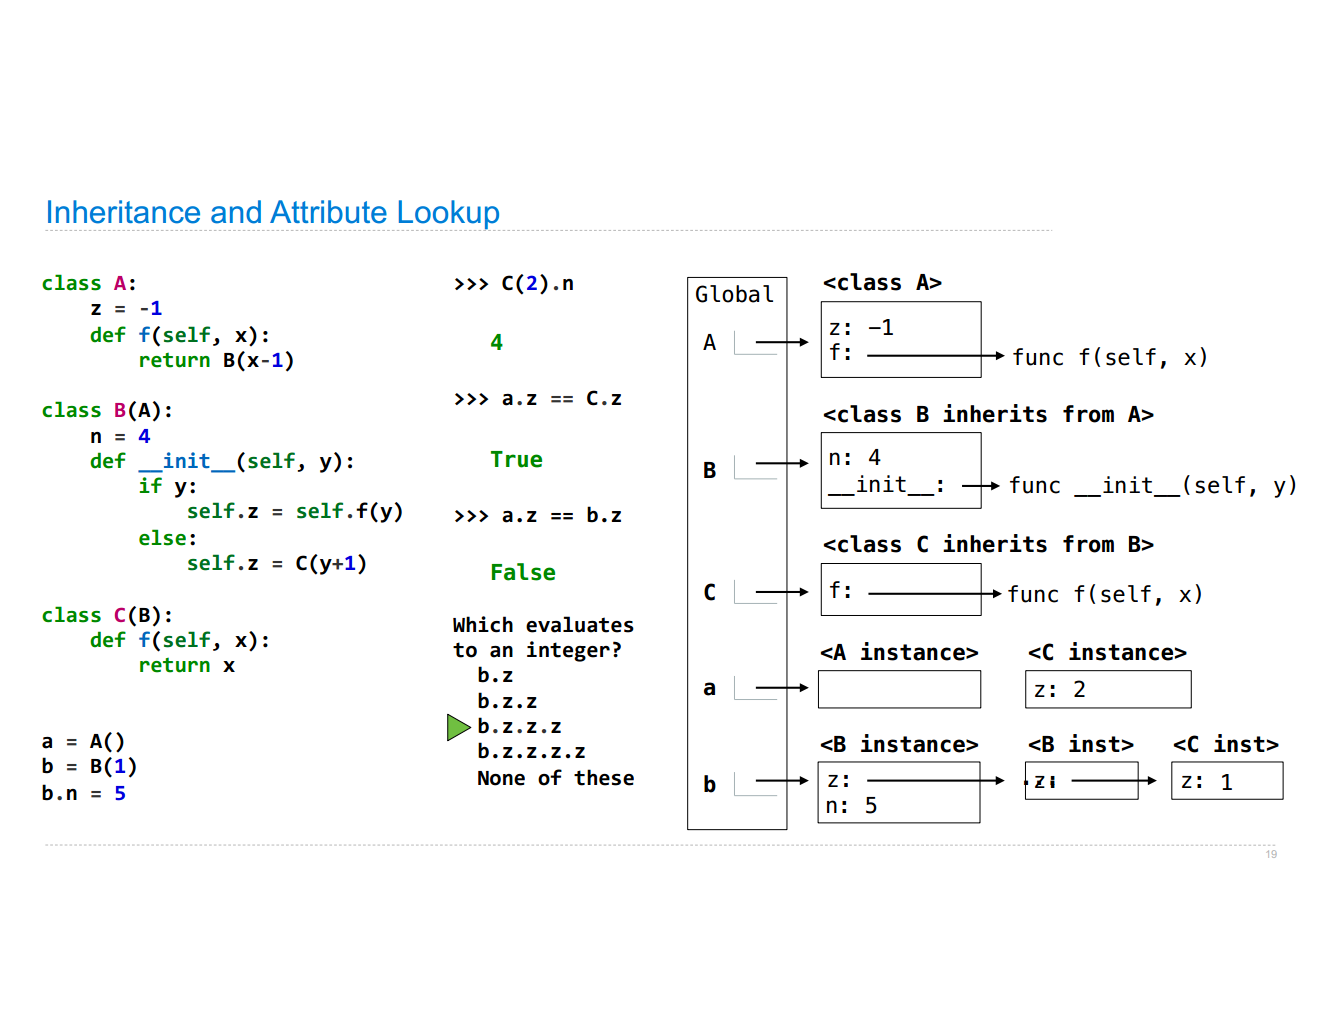 Inheritance and Attribute Lookup
class A:
    z = -1
    def f(self, x):
        return B(x-1)
class B(A):
    n = 4
    def __init__(self, y):
        if y:
            self.z = self.f(y)
        else:
            self.z = C(y+1)
class C(B):
    def f(self, x):
        return x
a = A()
b = B(1)
b.n = 5
>>> C(2).n
4
>>> a.z == C.z
True
>>> a.z == b.z
False
Which evaluates
to an integer?
b.z
b.z.z
b.z.z.z
b.z.z.z.z
None of these
Global
A
B
C
a
b
<class A>
z: −1
f:
func f(self, x)
<class B inherits from A>
n: 4
__init__:
func __init__(self, y)
<class C inherits from B>
f:
func f(self, x)
<A instance>
<C instance>
z: 2
<B instance>
<B inst>
<C inst>
z:
z:
z: 1
n: 5
19